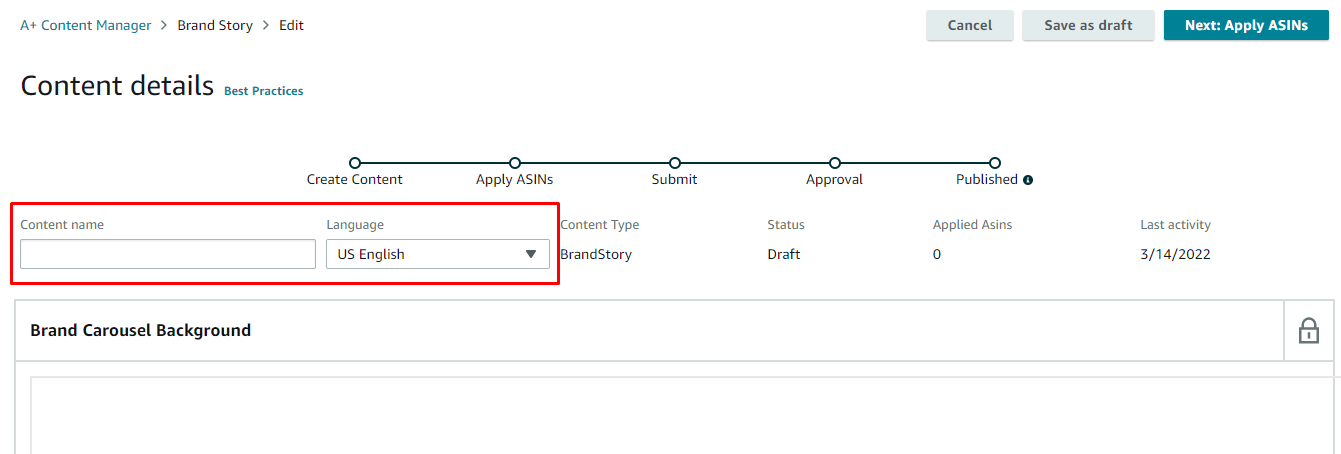 A+ Content Manager > Brand Story > Edit
Cancel
Save as draft
Next: Apply ASINs
Content details Best Practices
Create Content
Apply ASINs
Submit
Approval
Published
Content name
Language
Content Type
Status
Applied Asins
Last activity
US English
BrandStory
Draft
0
3/14/2022
Brand Carousel Background